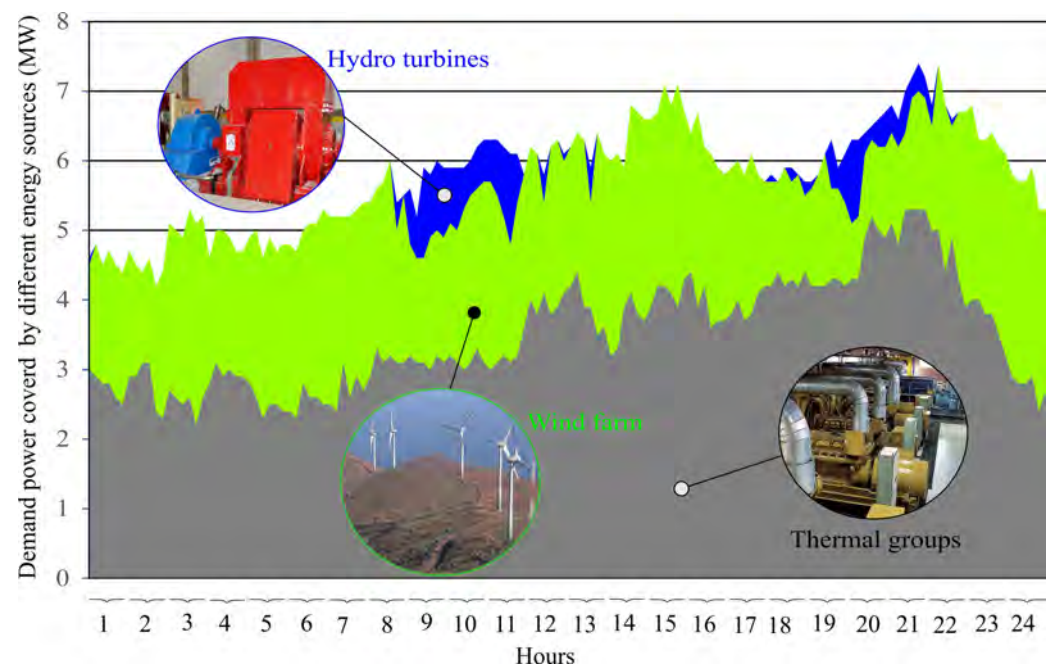 Demand power coverd by different energy sources (MW)
8
7
6
5
4
3
2
1
0
Hydro turbines
Wind farm
Thermal groups
1 2 3 4 5 6 7 8 9 10 11 12 13 14 15 16 17 18 19 20 21 22 23 24
Hours